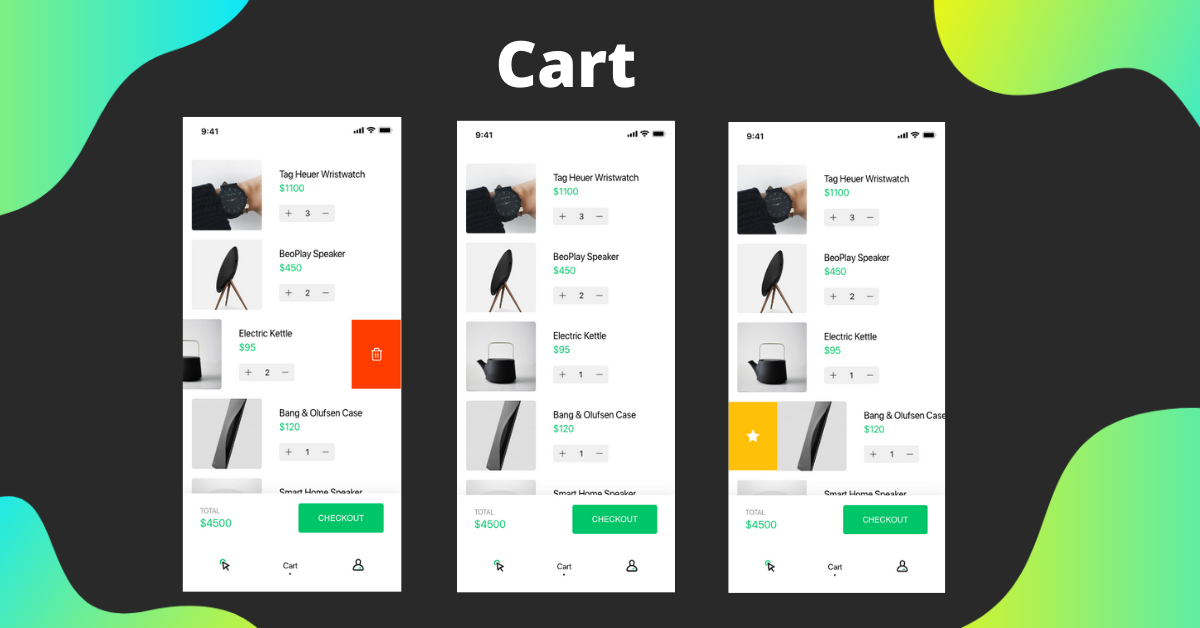 Cart
9:41
Tag Heuer Wristwatch
$1100
+ 3 −
BeoPlay Speaker
$450
+ 2 −
Electric Kettle
$95
+ 2 −
Bang & Olufsen Case
$120
+ 1 −
Smart Home Speaker
TOTAL
$4500
CHECKOUT
Cart
9:41
Tag Heuer Wristwatch
$1100
+ 3 −
BeoPlay Speaker
$450
+ 2 −
Electric Kettle
$95
+ 1 −
Bang & Olufsen Case
$120
+ 1 −
Smart Home Speaker
TOTAL
$4500
CHECKOUT
Cart
9:41
Tag Heuer Wristwatch
$1100
+ 3 −
BeoPlay Speaker
$450
+ 2 −
Electric Kettle
$95
+ 1 −
Bang & Olufsen Case
$120
+ 1 −
Smart Home Speaker
TOTAL
$4500
CHECKOUT
Cart